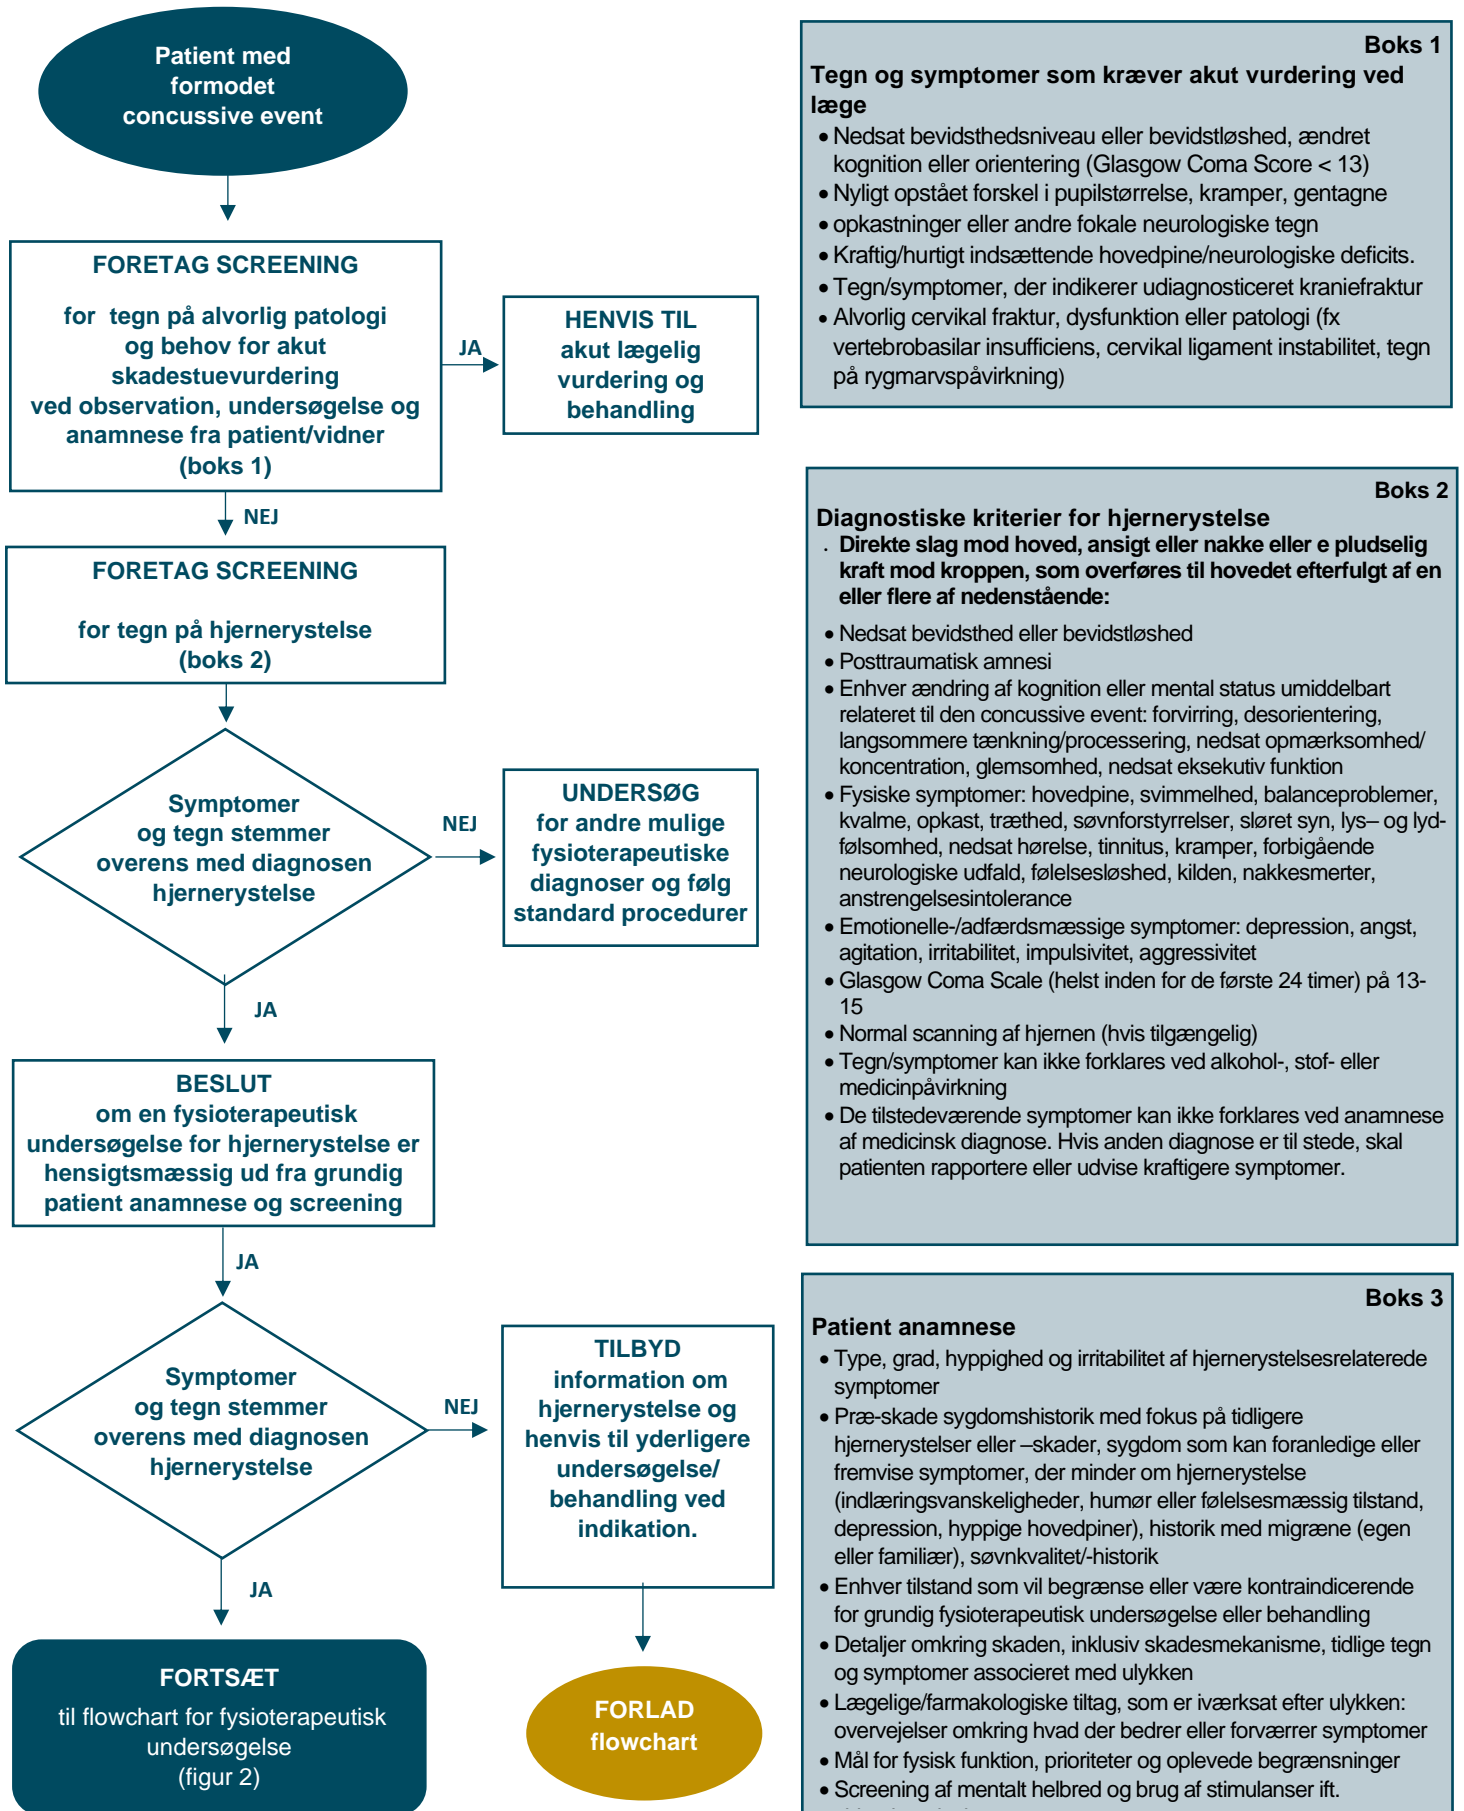 Patient med
formodet
concussive event
FORETAG SCREENING
for tegn på alvorlig patologi
og behov for akut
skadestuevurdering
ved observation, undersøgelse og
anamnese fra patient/vidner
(boks 1)
JA
HENVIS TIL
akut lægelig
vurdering og
behandling
NEJ
FORETAG SCREENING
for tegn på hjernerystelse
(boks 2)
Symptomer
og tegn stemmer
overens med diagnosen
hjernerystelse
NEJ
UNDERSØG
for andre mulige
fysioterapeutiske
diagnoser og følg
standard procedurer
JA
BESLUT
om en fysioterapeutisk
undersøgelse for hjernerystelse er
hensigtsmæssig ud fra grundig
patient anamnese og screening
JA
Symptomer
og tegn stemmer
overens med diagnosen
hjernerystelse
NEJ
TILBYD
information om
hjernerystelse og
henvis til yderligere
undersøgelse/
behandling ved
indikation.
JA
FORTSÆT
til flowchart for fysioterapeutisk
undersøgelse
(figur 2)
FORLAD
flowchart
Boks 1
Tegn og symptomer som kræver akut vurdering ved
læge
• Nedsat bevidsthedsniveau eller bevidstløshed, ændret
kognition eller orientering (Glasgow Coma Score < 13)
• Nyligt opstået forskel i pupilstørrelse, kramper, gentagne
• opkastninger eller andre fokale neurologiske tegn
• Kraftig/hurtigt indsættende hovedpine/neurologiske deficits.
• Tegn/symptomer, der indikerer udiagnosticeret kraniefraktur
• Alvorlig cervikal fraktur, dysfunktion eller patologi (fx
vertebrobasilar insufficiens, cervikal ligament instabilitet, tegn
på rygmarvspåvirkning)
Boks 2
Diagnostiske kriterier for hjernerystelse
. Direkte slag mod hoved, ansigt eller nakke eller e pludselig
kraft mod kroppen, som overføres til hovedet efterfulgt af en
eller flere af nedenstående:
• Nedsat bevidsthed eller bevidstløshed
• Posttraumatisk amnesi
• Enhver ændring af kognition eller mental status umiddelbart
relateret til den concussive event: forvirring, desorientering,
langsommere tænkning/processering, nedsat opmærksomhed/
koncentration, glemsomhed, nedsat eksekutiv funktion
• Fysiske symptomer: hovedpine, svimmelhed, balanceproblemer,
kvalme, opkast, træthed, søvnforstyrrelser, sløret syn, lys– og lyd-
følsomhed, nedsat hørelse, tinnitus, kramper, forbigående
neurologiske udfald, følelsesløshed, kilden, nakkesmerter,
anstrengelsesintolerance
• Emotionelle-/adfærdsmæssige symptomer: depression, angst,
agitation, irritabilitet, impulsivitet, aggressivitet
• Glasgow Coma Scale (helst inden for de første 24 timer) på 13-
15
• Normal scanning af hjernen (hvis tilgængelig)
• Tegn/symptomer kan ikke forklares ved alkohol-, stof- eller
medicinpåvirkning
• De tilstedeværende symptomer kan ikke forklares ved anamnese
af medicinsk diagnose. Hvis anden diagnose er til stede, skal
patienten rapportere eller udvise kraftigere symptomer.
Boks 3
Patient anamnese
• Type, grad, hyppighed og irritabilitet af hjernerystelsesrelaterede
symptomer
• Præ-skade sygdomshistorik med fokus på tidligere
hjernerystelser eller –skader, sygdom som kan foranledige eller
fremvise symptomer, der minder om hjernerystelse
(indlæringsvanskeligheder, humør eller følelsesmæssig tilstand,
depression, hyppige hovedpiner), historik med migræne (egen
eller familiær), søvnkvalitet/-historik
• Enhver tilstand som vil begrænse eller være kontraindicerende
for grundig fysioterapeutisk undersøgelse eller behandling
• Detaljer omkring skaden, inklusiv skadesmekanisme, tidlige tegn
og symptomer associeret med ulykken
• Lægelige/farmakologiske tiltag, som er iværksat efter ulykken:
overvejelser omkring hvad der bedrer eller forværrer symptomer
• Mål for fysisk funktion, prioriteter og oplevede begrænsninger
• Screening af mentalt helbred og brug af stimulanser ift.